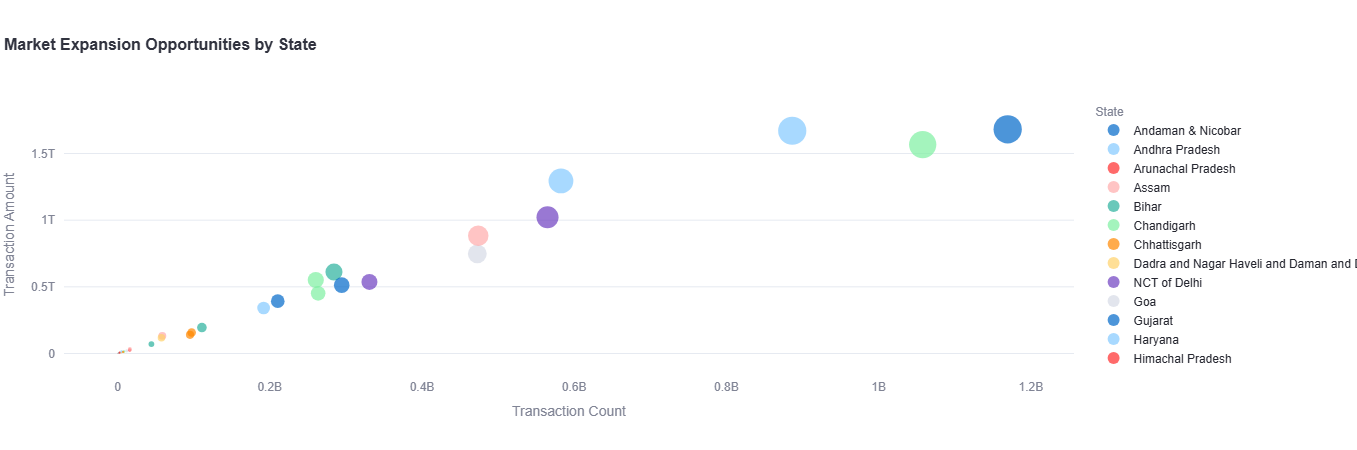 Market Expansion Opportunities by State
Transaction Amount
1.5T
1T
0.5T
0
0
0.2B
0.4B
0.6B
0.8B
1B
1.2B
Transaction Count
State
Andaman & Nicobar
Andhra Pradesh
Arunachal Pradesh
Assam
Bihar
Chandigarh
Chhattisgarh
Dadra and Nagar Haveli and Daman and
NCT of Delhi
Goa
Gujarat
Haryana
Himachal Pradesh